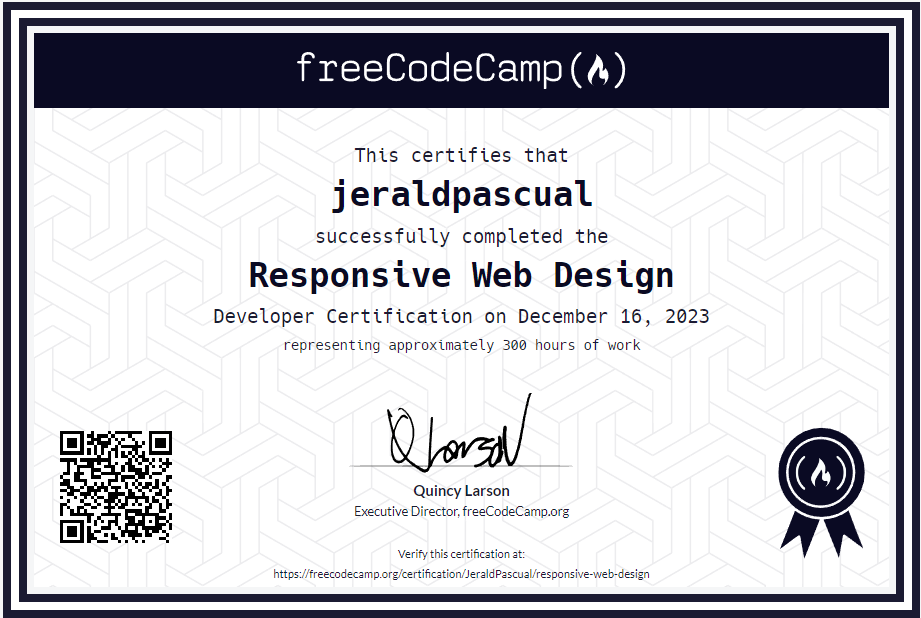 freeCodeCamp(🔥)
This certifies that
jeraldpascual
successfully completed the
Responsive Web Design
Developer Certification on December 16, 2023
representing approximately 300 hours of work
QLarson
Quincy Larson
Executive Director, freeCodeCamp.org
Verify this certification at:
https://freecodecamp.org/certification/JeraldPascual/responsive-web-design